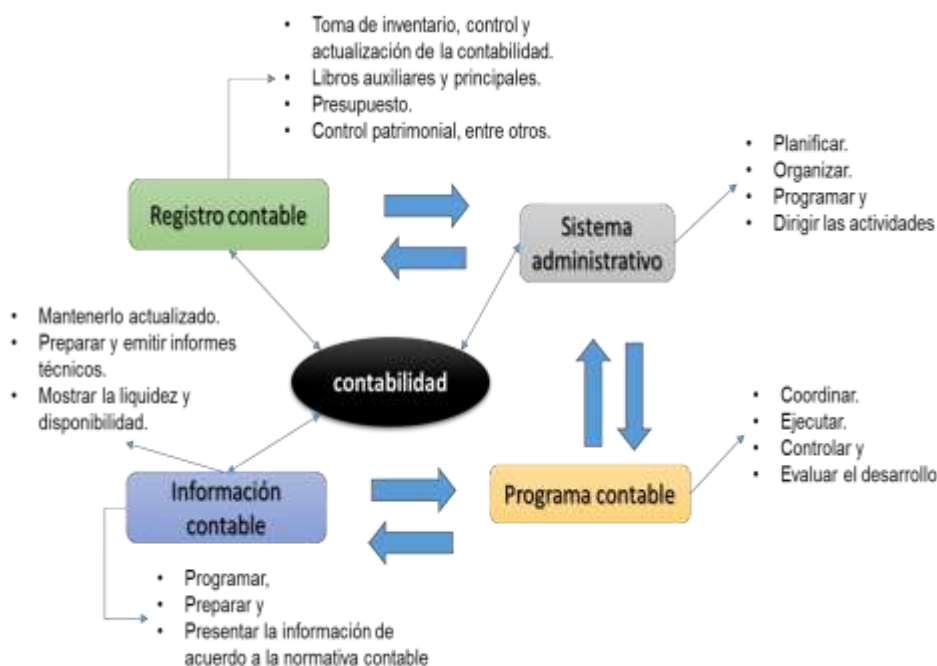 • Toma de inventario, control y
actualización de la contabilidad.
• Libros auxiliares y principales.
• Presupuesto.
• Control patrimonial, entre otros.
Registro contable
• Planificar.
• Organizar.
• Programar y
• Dirigir las actividades
Sistema
administrativo
• Mantenerlo actualizado.
• Preparar y emitir informes
técnicos.
• Mostrar la liquidez y
disponibilidad.
contabilidad
• Coordinar.
• Ejecutar.
• Controlar y
• Evaluar el desarrollo
Información
contable
Programa contable
• Programar,
• Preparar y
• Presentar la información de
acuerdo a la normativa contable